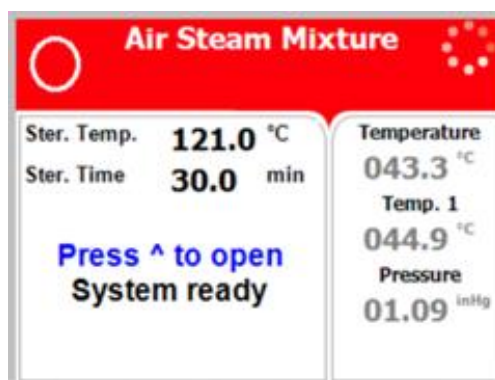 Air Steam Mixture
Ster. Temp. 121.0 °C
Ster. Time 30.0 min
Press ^ to open
System ready
Temperature
043.3 °C
Temp. 1
044.9 °C
Pressure
01.09 inHg